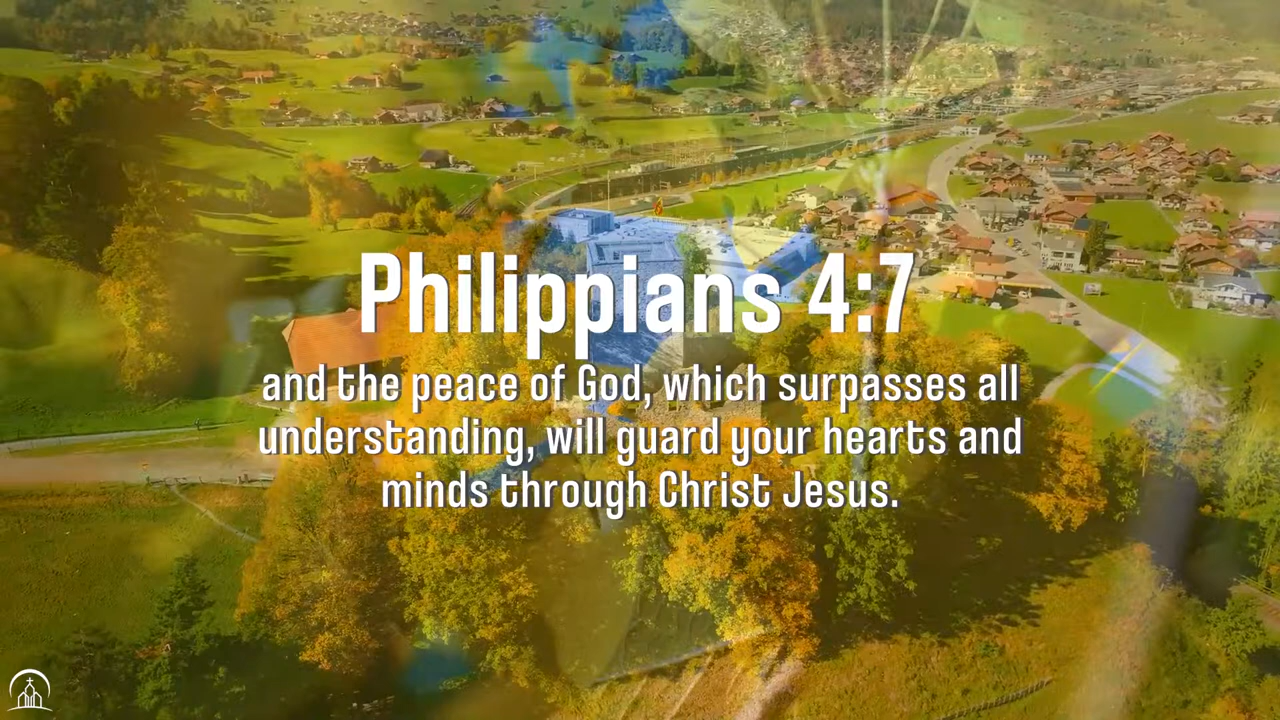 Philippians 4:7
and the peace of God, which surpasses all
understanding, will guard your hearts and
minds through Christ Jesus.